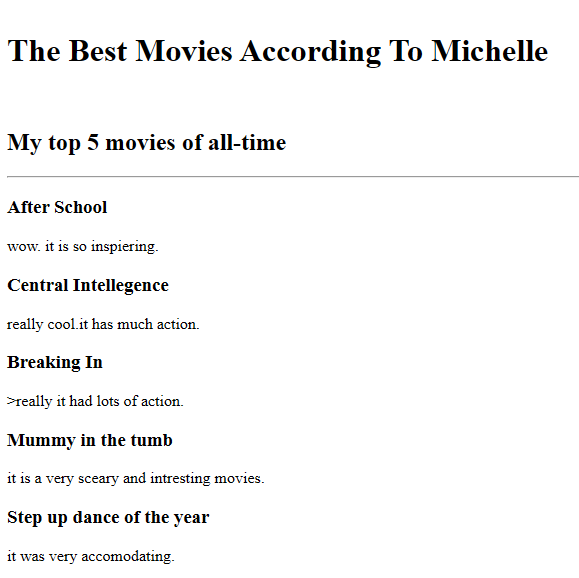 The Best Movies According To Michelle
My top 5 movies of all-time
After School
wow. it is so inspiering.
Central Intellegence
really cool.it has much action.
Breaking In
>really it had lots of action.
Mummy in the tumb
it is a very sceary and intresting movies.
Step up dance of the year
it was very accomodating.